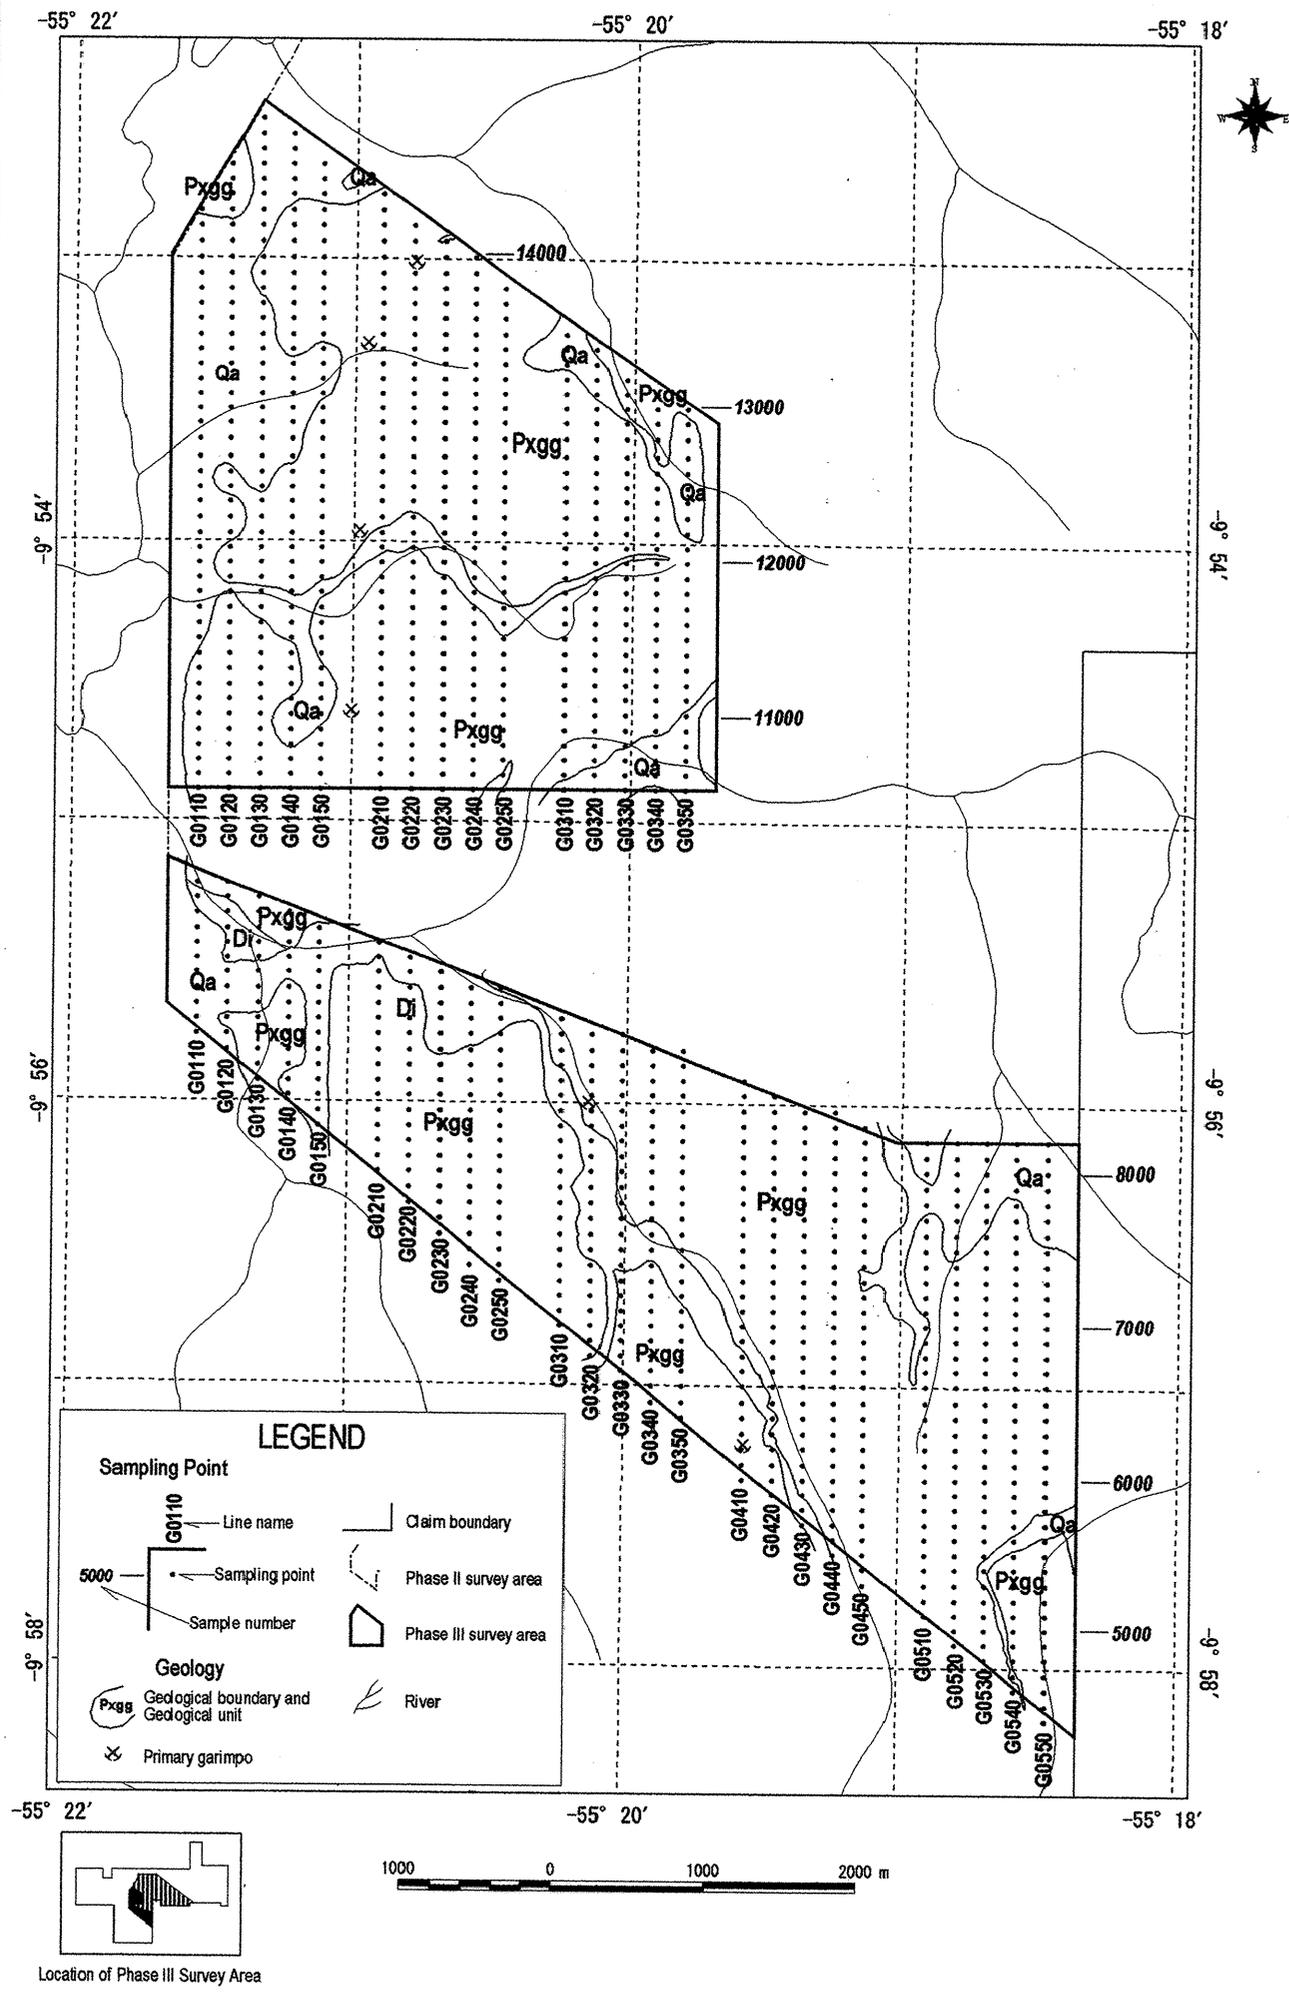 -55° 22′ -55° 20′ -55° 18′
N
W E
S
Pxgg Qa
14000
Qa Qa
Pxgg
13000
Pxgg
Qa
-9° 54′ -9° 54′
12000
Qa 11000
Pxgg
Qa
G0110 G0120 G0130 G0140 G0150 G0210 G0220 G0230 G0240 G0250 G0310 G0320 G0330 G0340 G0350
Pxgg
Di
Qa
Di
Pxgg
-9° 56′ -9° 56′
G0110 G0120 G0130 G0140 G0150 G0210 G0220 G0230 G0240 G0250 G0310 G0320 G0330 G0340 G0350 G0410 G0420 G0430 G0440 G0450 G0510 G0520 G0530 G0540 G0550
Pxgg
Qa 8000
Pxgg
7000
Pxgg
6000
Qa
Pxgg
5000
-9° 58′ -9° 58′
LEGEND
Sampling Point
G0110
Line name
5000
Sampling point
Sample number
Geology
Pxgg
Geological boundary and
Geological unit
Primary garimpo
Claim boundary
Phase II survey area
Phase III survey area
River
-55° 22′ -55° 20′ -55° 18′
1000 0 1000 2000 m
Location of Phase III Survey Area